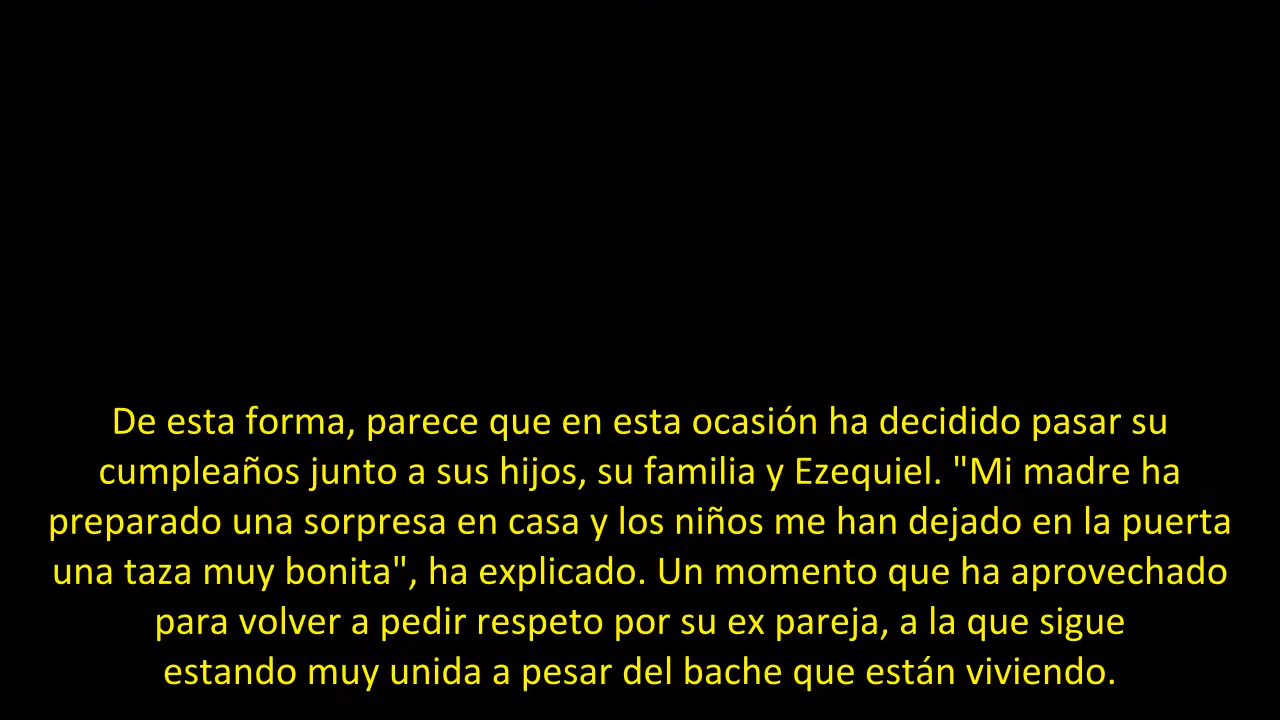 De esta forma, parece que en esta ocasión ha decidido pasar su
cumpleaños junto a sus hijos, su familia y Ezequiel. "Mi madre ha
preparado una sorpresa en casa y los niños me han dejado en la puerta
una taza muy bonita", ha explicado. Un momento que ha aprovechado
para volver a pedir respeto por su ex pareja, a la que sigue
estando muy unida a pesar del bache que están viviendo.